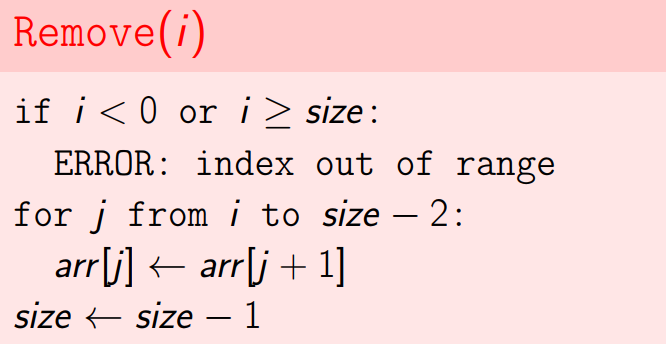 Remove(i)
if i < 0 or i ≥ size:
ERROR: index out of range
for j from i to size − 2:
arr[j] ← arr[j + 1]
size ← size − 1